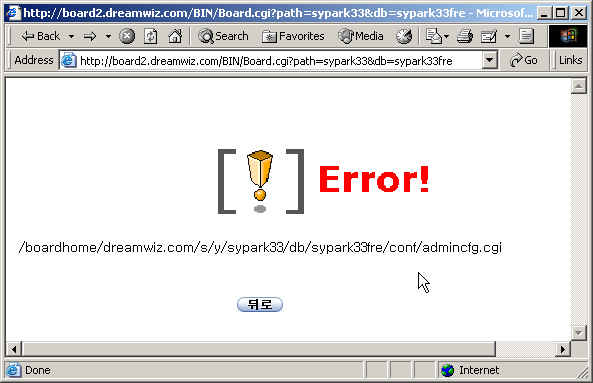 http://board2.dreamwiz.com/BIN/Board.cgi?path=sypark33&db=sypark33fre - Microsof...
Back Search Favorites Media
Address http://board2.dreamwiz.com/BIN/Board.cgi?path=sypark33&db=sypark33fre Go Links
[ ] Error!
/boardhome/dreamwiz.com/s/y/sypark33/db/sypark33fre/conf/admincfg.cgi
뒤로
Done Internet